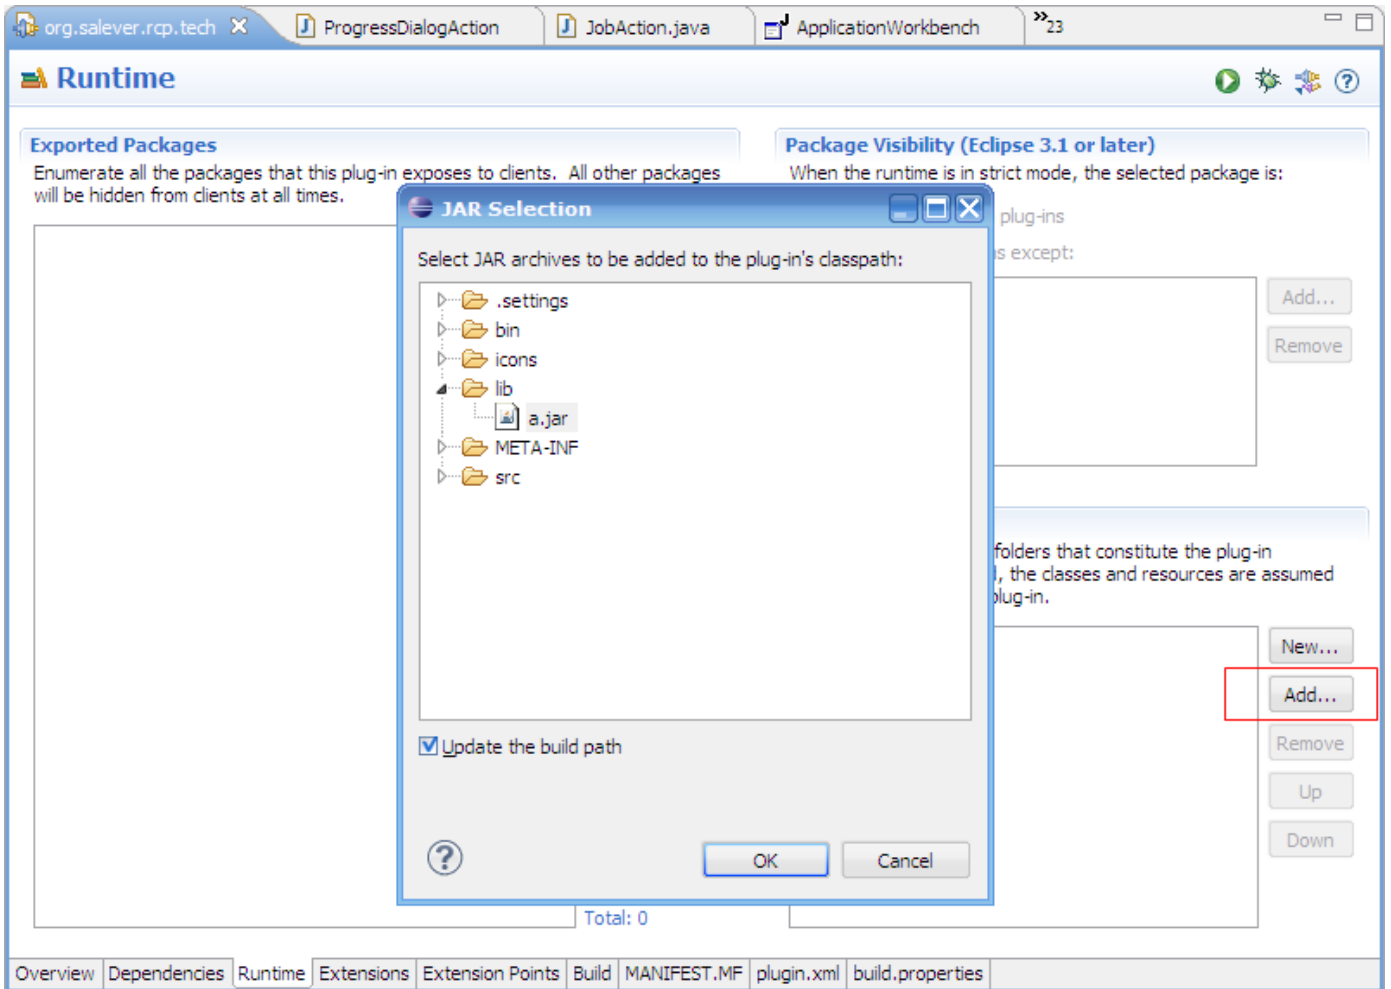 org.salever.rcp.tech
ProgressDialogAction
JobAction.java
ApplicationWorkbench
»23
Runtime
Exported Packages
Enumerate all the packages that this plug-in exposes to clients. All other packages
will be hidden from clients at all times.
Package Visibility (Eclipse 3.1 or later)
When the runtime is in strict mode, the selected package is:
plug-ins
except:
Add...
Remove
JAR Selection
Select JAR archives to be added to the plug-in's classpath:
.settings
bin
icons
lib
a.jar
META-INF
src
Update the build path
OK
Cancel
folders that constitute the plug-in
, the classes and resources are assumed
plug-in.
New...
Add...
Remove
Up
Down
Total: 0
Overview
Dependencies
Runtime
Extensions
Extension Points
Build
MANIFEST.MF
plugin.xml
build.properties